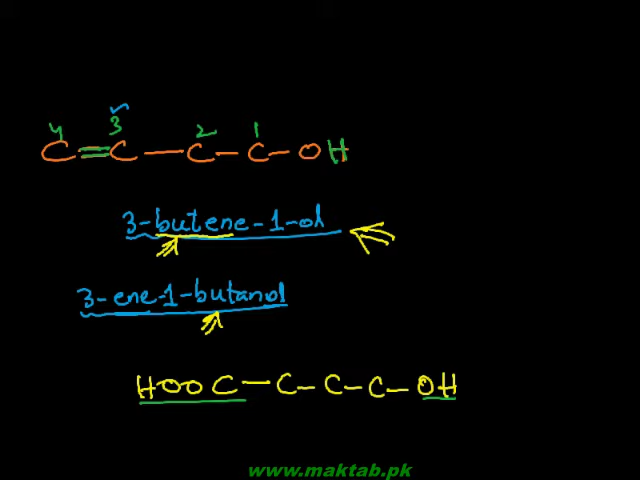 4 3 2 1
C=C-C-C-OH
3-butene-1-ol
3-ene-1-butanol
HOOC-C-C-C-OH
www.maktab.pk